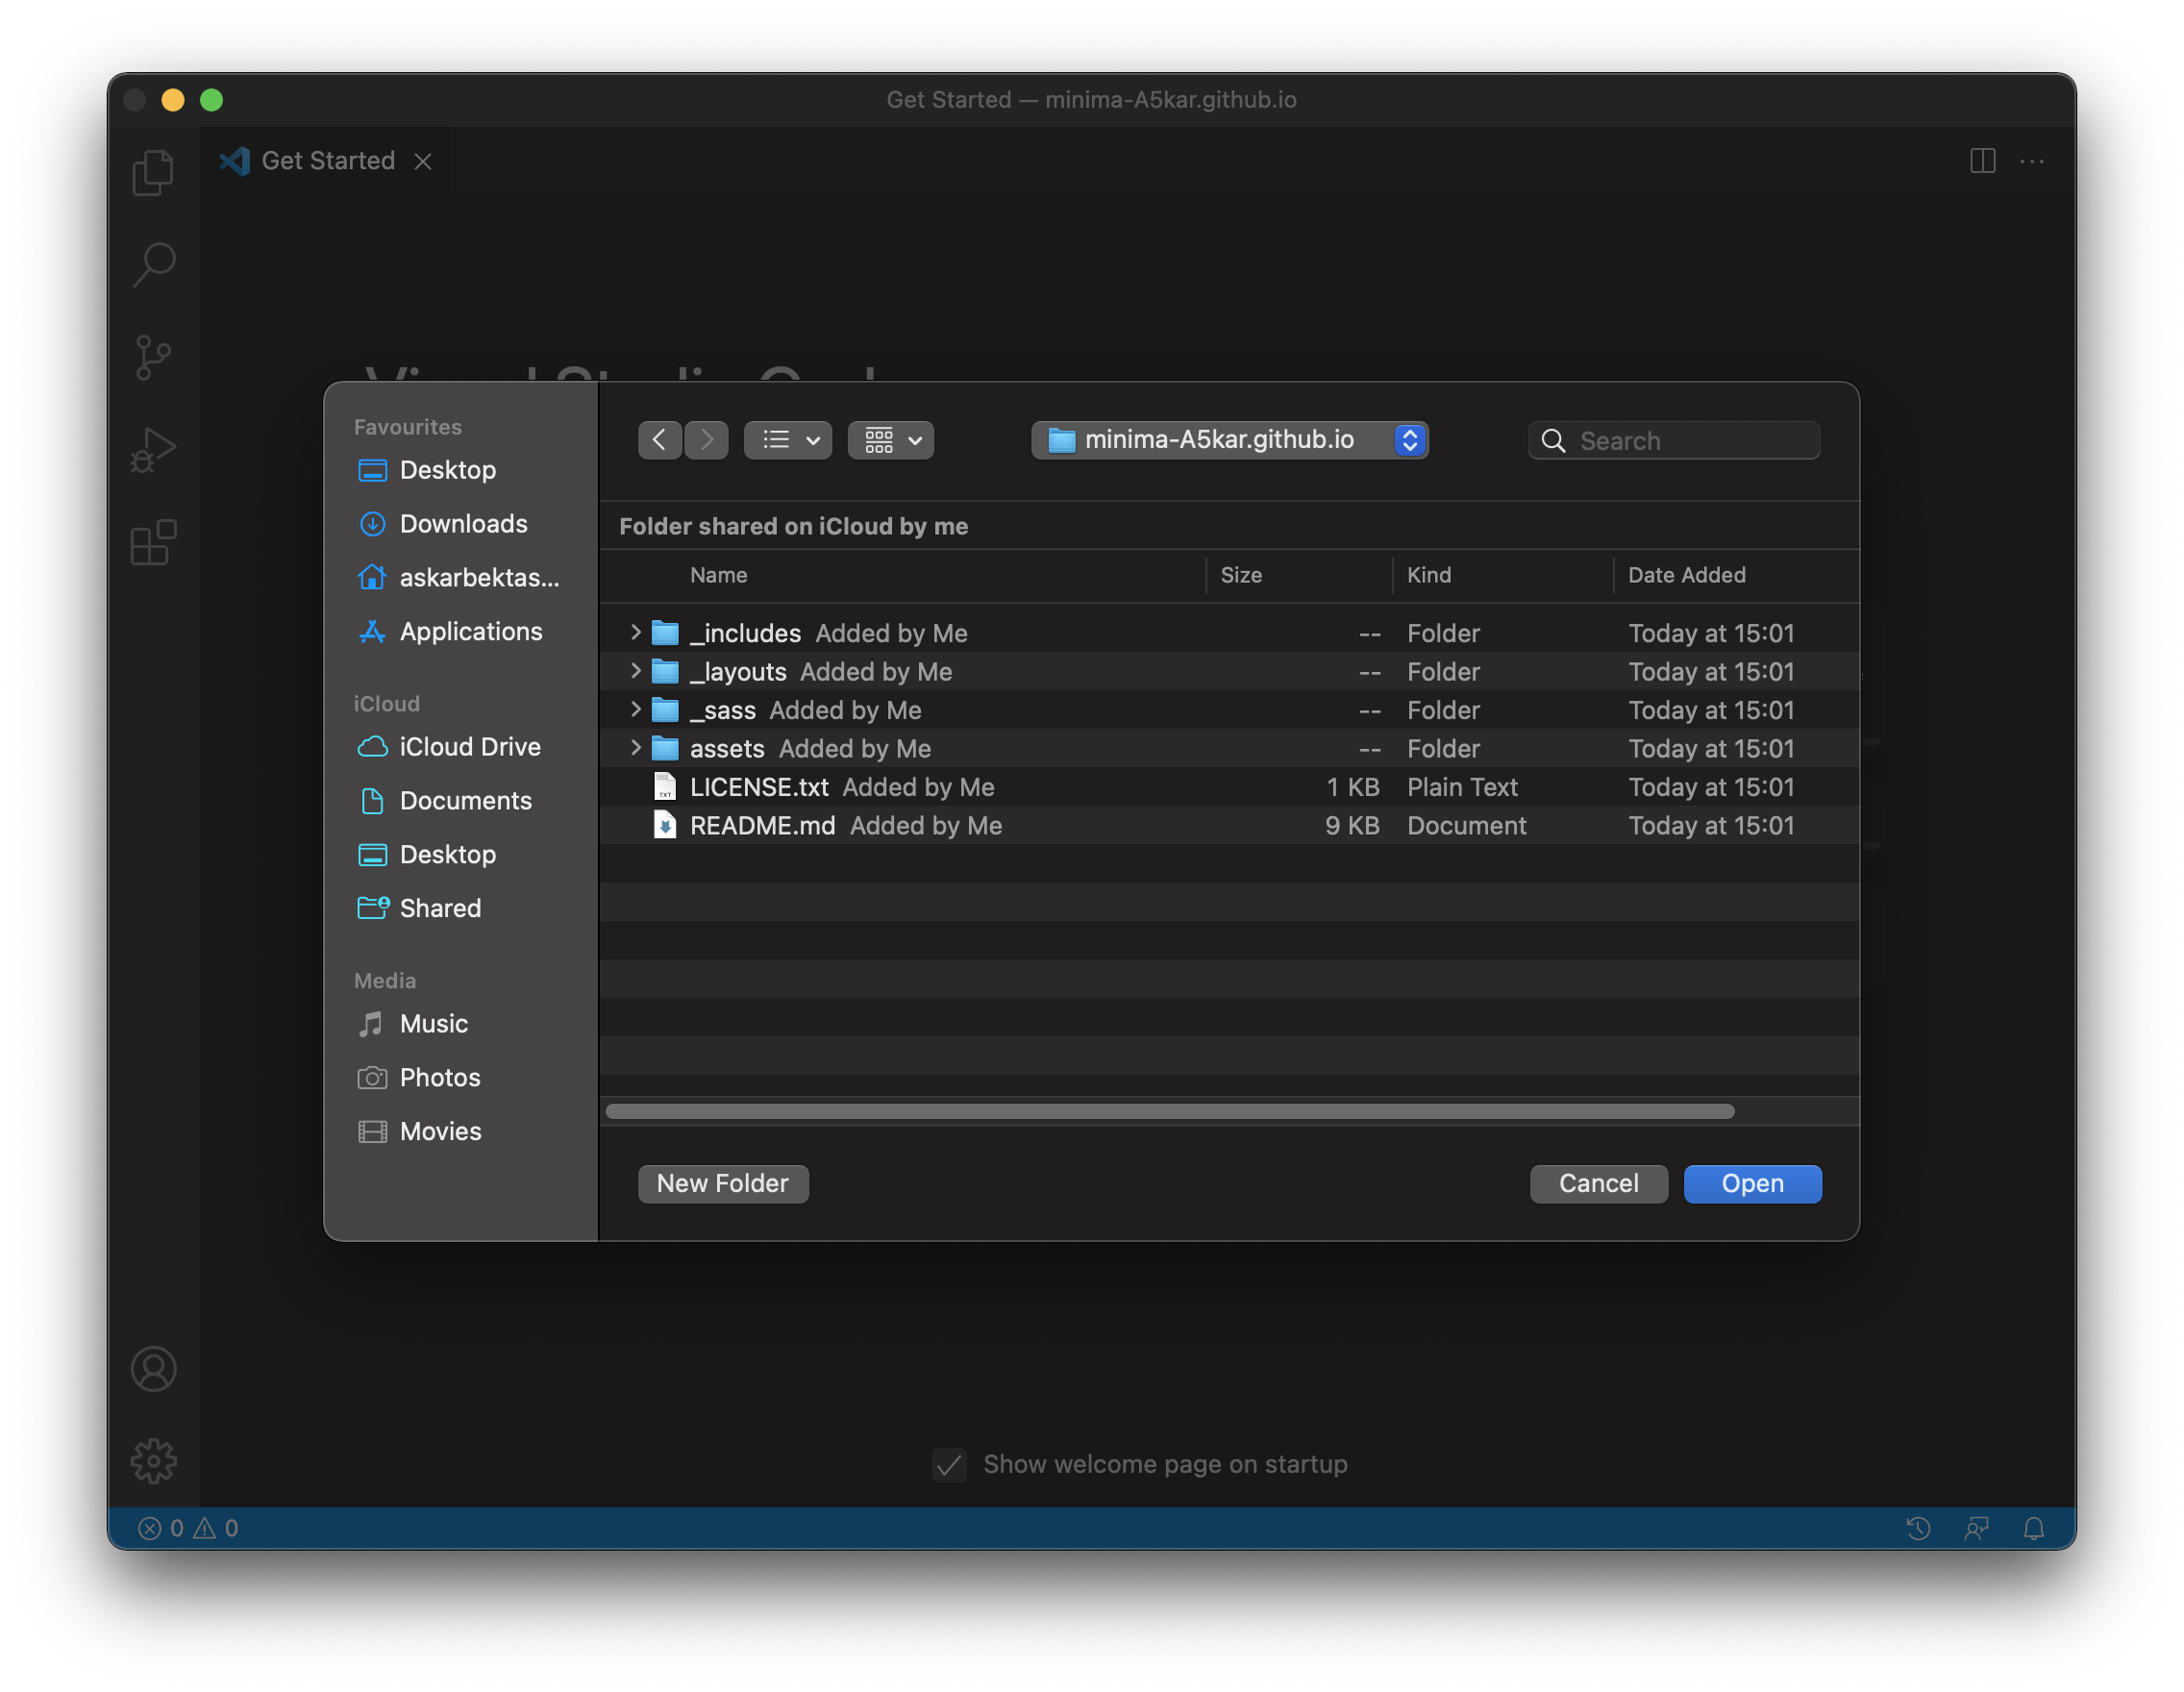 Get Started — minima-A5kar.github.io
Get Started
Visual Studio Code
Favourites
Desktop
Downloads
askarbektas...
Applications
iCloud
iCloud Drive
Documents
Desktop
Shared
Media
Music
Photos
Movies
minima-A5kar.github.io
Search
Folder shared on iCloud by me
Name Size Kind Date Added
_includes Added by Me -- Folder Today at 15:01
_layouts Added by Me -- Folder Today at 15:01
_sass Added by Me -- Folder Today at 15:01
assets Added by Me -- Folder Today at 15:01
LICENSE.txt Added by Me 1 KB Plain Text Today at 15:01
README.md Added by Me 9 KB Document Today at 15:01
New Folder Cancel Open
Show welcome page on startup
0 0